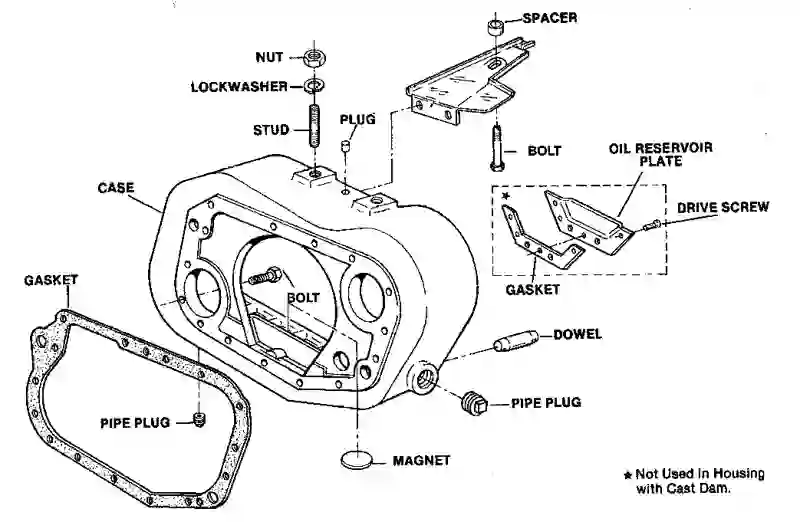 SPACER
NUT
LOCKWASHER
PLUG
STUD
BOLT
OIL RESERVOIR
PLATE
CASE
★
DRIVE SCREW
GASKET
GASKET
BOLT
DOWEL
PIPE PLUG
PIPE PLUG
MAGNET
★ Not Used In Housing
with Cast Dam.